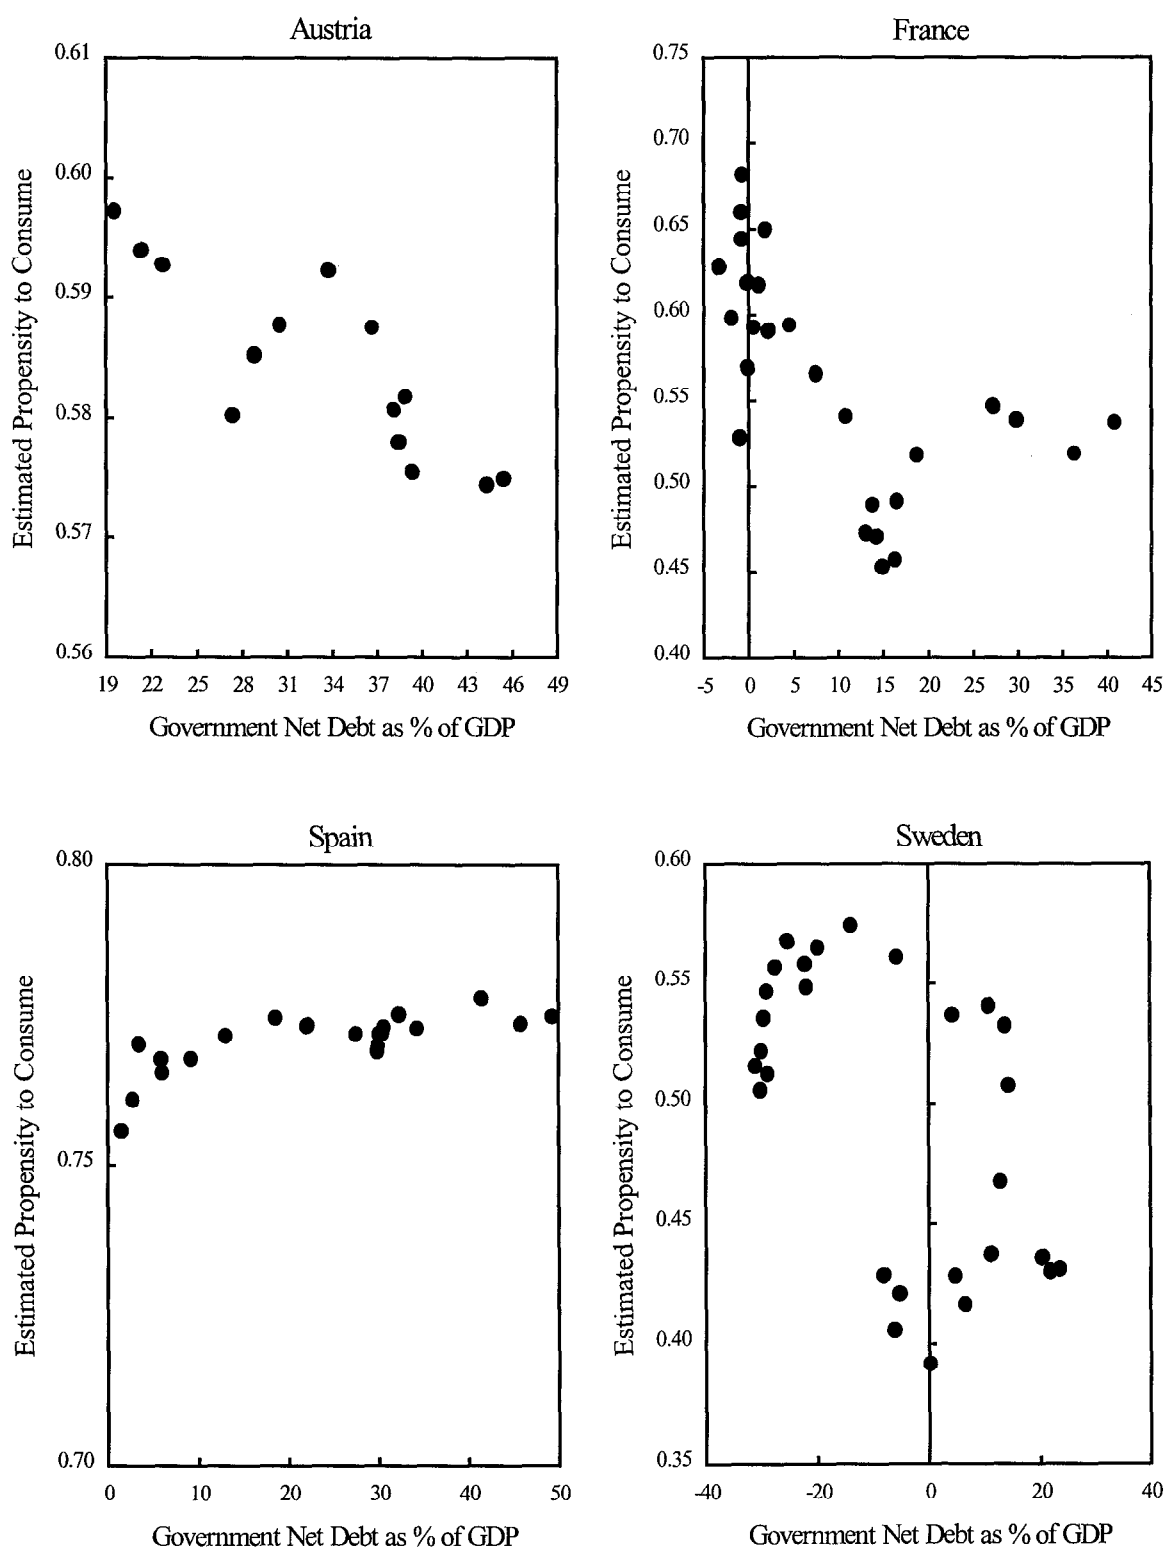 Austria
0.61
0.60
0.59
0.58
0.57
0.56
Estimated Propensity to Consume
19 22 25 28 31 34 37 40 43 46 49
Government Net Debt as % of GDP
France
0.75
0.70
0.65
0.60
0.55
0.50
0.45
0.40
Estimated Propensity to Consume
-5 0 5 10 15 20 25 30 35 40 45
Government Net Debt as % of GDP
Spain
0.80
0.75
0.70
Estimated Propensity to Consume
0 10 20 30 40 50
Government Net Debt as % of GDP
Sweden
0.60
0.55
0.50
0.45
0.40
0.35
Estimated Propensity to Consume
-40 -20 0 20 40
Government Net Debt as % of GDP